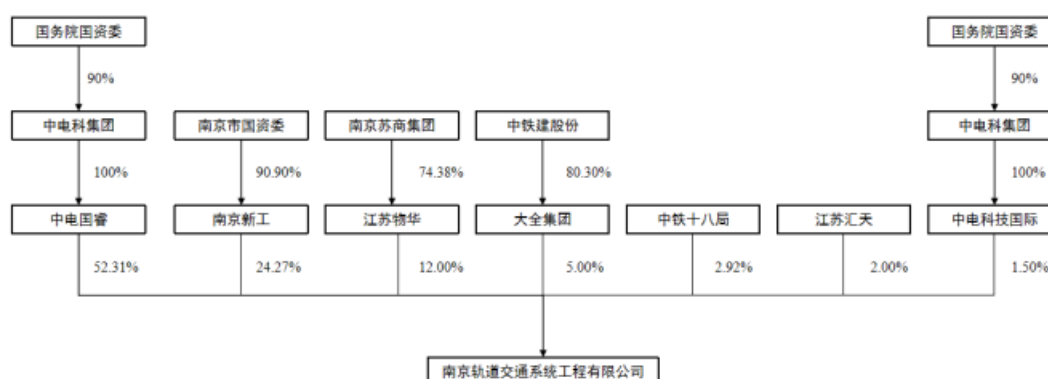 国务院国资委
国务院国资委
90%
90%
中电科集团
南京市国资委
南京苏商集团
中铁建股份
中电科集团
100%
90.90%
74.38%
80.30%
100%
中电国睿
南京新工
江苏物华
大全集团
中铁十八局
江苏汇天
中电科技国际
52.31%
24.27%
12.00%
5.00%
2.92%
2.00%
1.50%
南京轨道交通系统工程有限公司